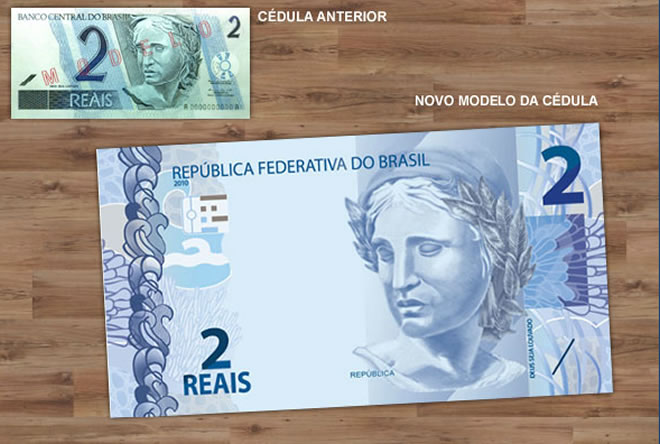 BANCO CENTRAL DO BRASIL
2
2
MODELO
REAIS
CÉDULA ANTERIOR
NOVO MODELO DA CÉDULA
REPÚBLICA FEDERATIVA DO BRASIL
2010
2
2
REAIS
REPÚBLICA
DEUS SEJA LOUVADO